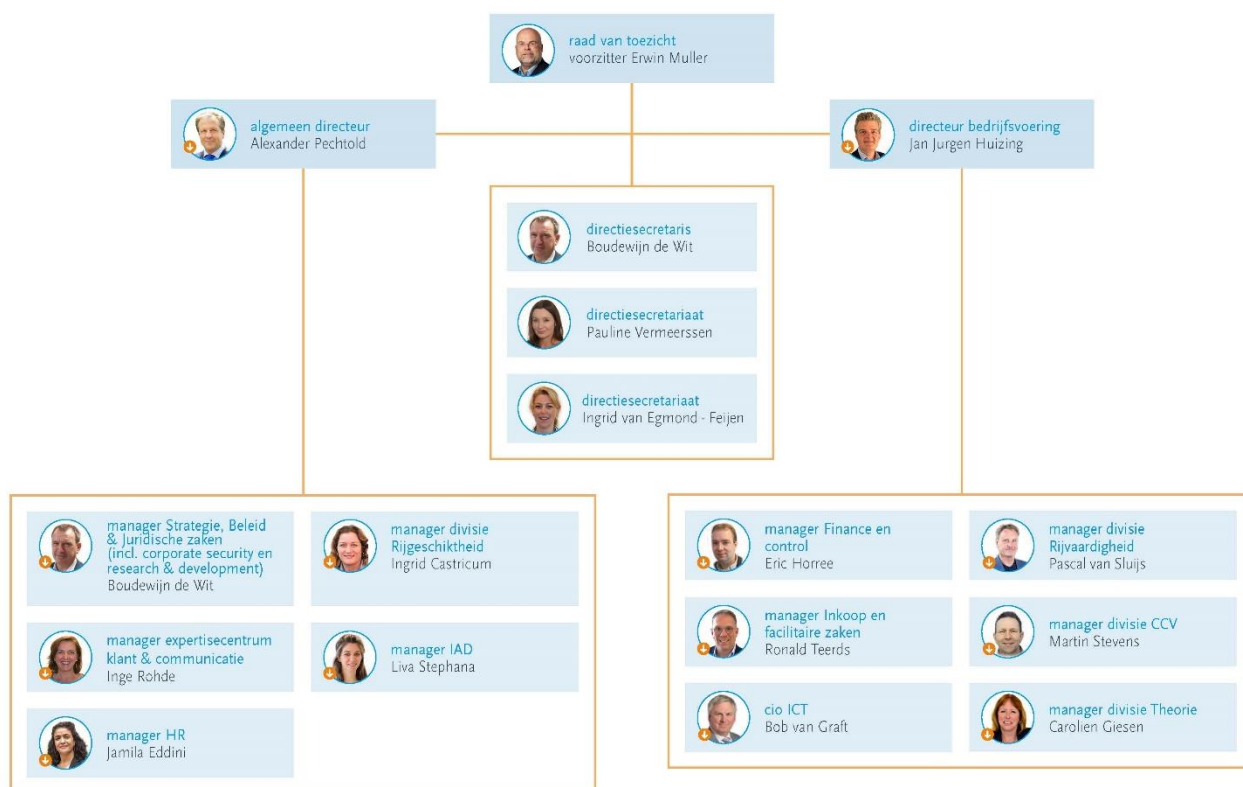 raad van toezicht
voorzitter Erwin Muller
algemeen directeur
Alexander Pechtold
directeur bedrijfsvoering
Jan Jurgen Huizing
directiesecretaris
Boudewijn de Wit
directiesecretariaat
Pauline Vermeerssen
directiesecretariaat
Ingrid van Egmond - Feijen
manager Strategie, Beleid
& Juridische zaken
(incl. corporate security en
research & development)
Boudewijn de Wit
manager divisie
Rijgeschiktheid
Ingrid Castricum
manager expertisecentrum
klant & communicatie
Inge Rohde
manager IAD
Liva Stephana
manager HR
Jamila Eddini
manager Finance en
control
Eric Horree
manager divisie
Rijvaardigheid
Pascal van Sluijs
manager Inkoop en
facilitaire zaken
Ronald Teerds
manager divisie CCV
Martin Stevens
cio ICT
Bob van Graft
manager divisie Theorie
Carolien Giesen